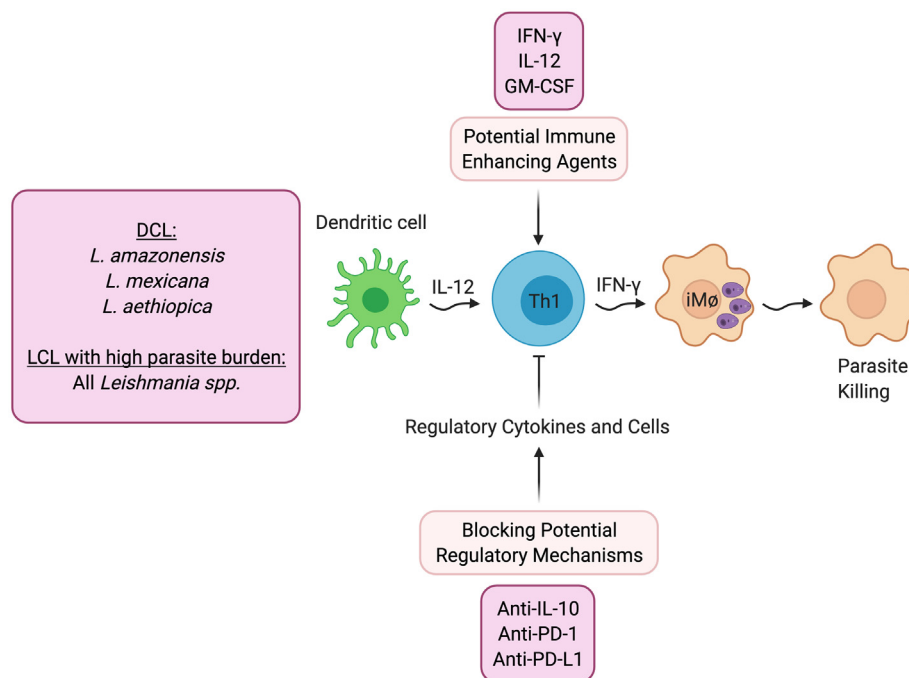 IFN-γ
IL-12
GM-CSF
Potential Immune
Enhancing Agents
DCL:
L. amazonensis
L. mexicana
L. aethiopica
LCL with high parasite burden:
All Leishmania spp.
Dendritic cell
IL-12
Th1
IFN-γ
iMø
Parasite
Killing
Regulatory Cytokines and Cells
Blocking Potential
Regulatory Mechanisms
Anti-IL-10
Anti-PD-1
Anti-PD-L1